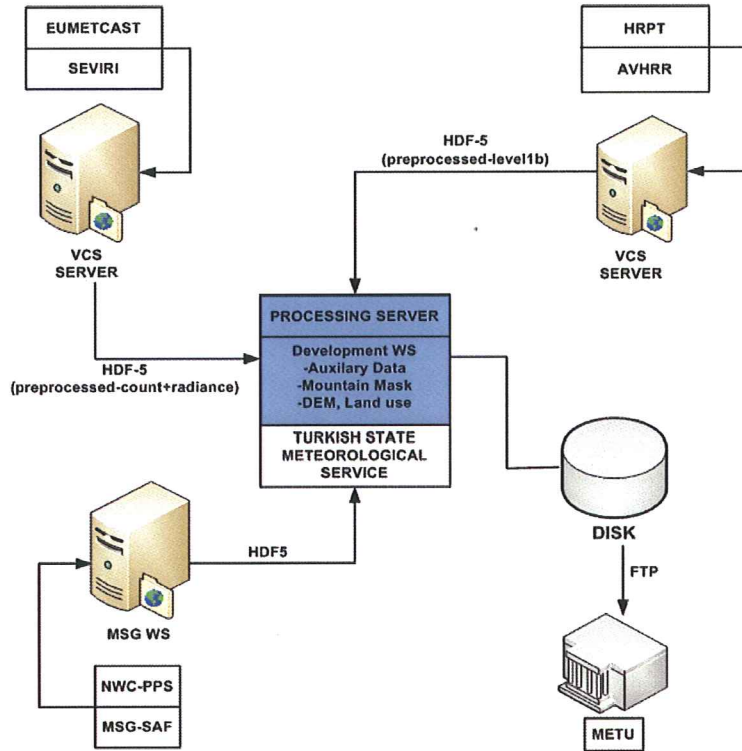 EUMETCAST
SEVIRI
HRPT
AVHRR
HDF-5
(preprocessed-level1b)
VCS
SERVER
VCS
SERVER
PROCESSING SERVER
Development WS
-Auxilary Data
-Mountain Mask
-DEM, Land use
HDF-5
(preprocessed-count+radiance)
TURKISH STATE
METEOROLOGICAL
SERVICE
DISK
HDF5
FTP
MSG WS
NWC-PPS
MSG-SAF
METU